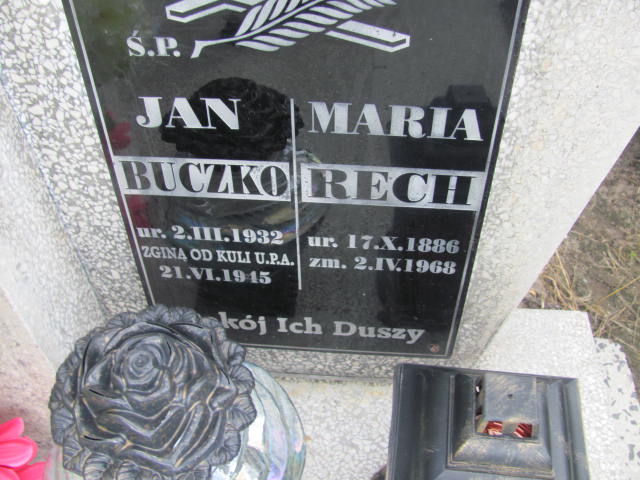 Ś.P.
JAN
BUCZKO
ur. 2.III.1932
ZGINĄ OD KULI U.P.A.
21.VI.1945
MARIA
RECH
ur. 17.X.1886
zm. 2.IV.1968
Pokój Ich Duszy